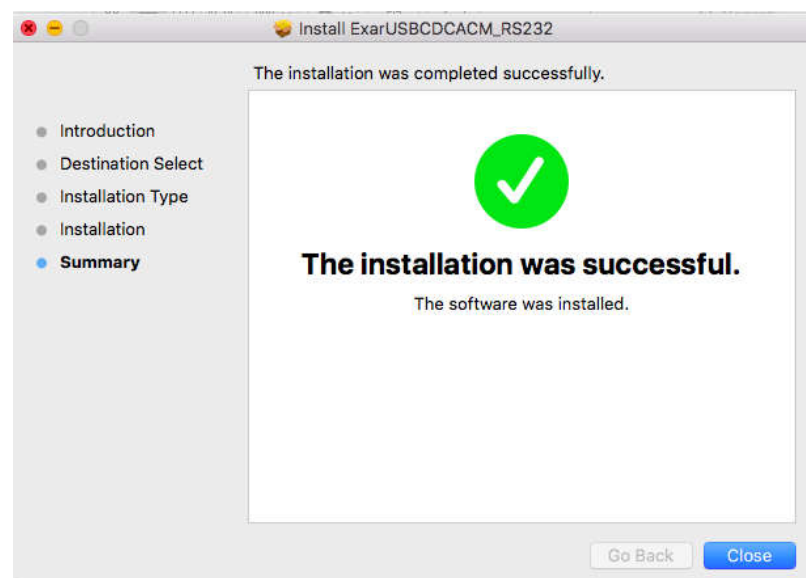 Install ExarUSBCDCACM_RS232
The installation was completed successfully.
Introduction
Destination Select
Installation Type
Installation
Summary
The installation was successful.
The software was installed.
Go Back
Close